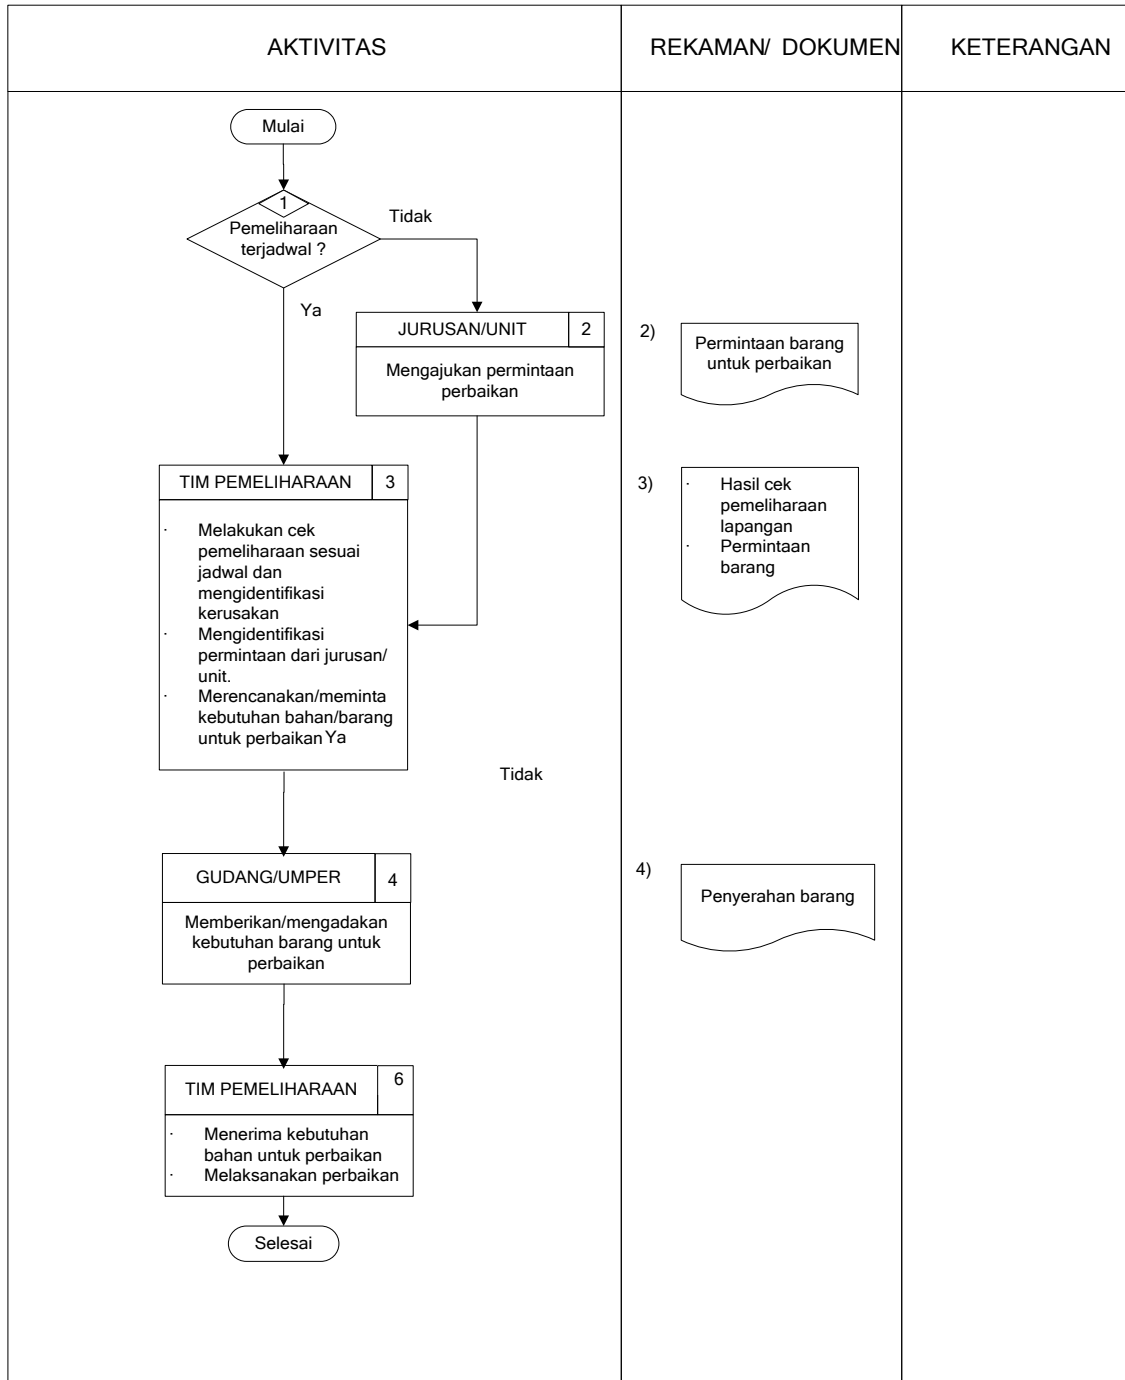 AKTIVITAS
REKAMAN/ DOKUMEN
KETERANGAN
Mulai
1
Pemeliharaan
terjadwal ?
Tidak
Ya
JURUSAN/UNIT
2
Mengajukan permintaan
perbaikan
2)
Permintaan barang
untuk perbaikan
TIM PEMELIHARAAN
3
· Melakukan cek
pemeliharaan sesuai
jadwal dan
mengidentifikasi
kerusakan
· Mengidentifikasi
permintaan dari jurusan/
unit.
· Merencanakan/meminta
kebutuhan bahan/barang
untuk perbaikan Ya
3)
· Hasil cek
pemeliharaan
lapangan
· Permintaan
barang
Tidak
GUDANG/UMPER
4
Memberikan/mengadakan
kebutuhan barang untuk
perbaikan
4)
Penyerahan barang
TIM PEMELIHARAAN
6
· Menerima kebutuhan
bahan untuk perbaikan
· Melaksanakan perbaikan
Selesai